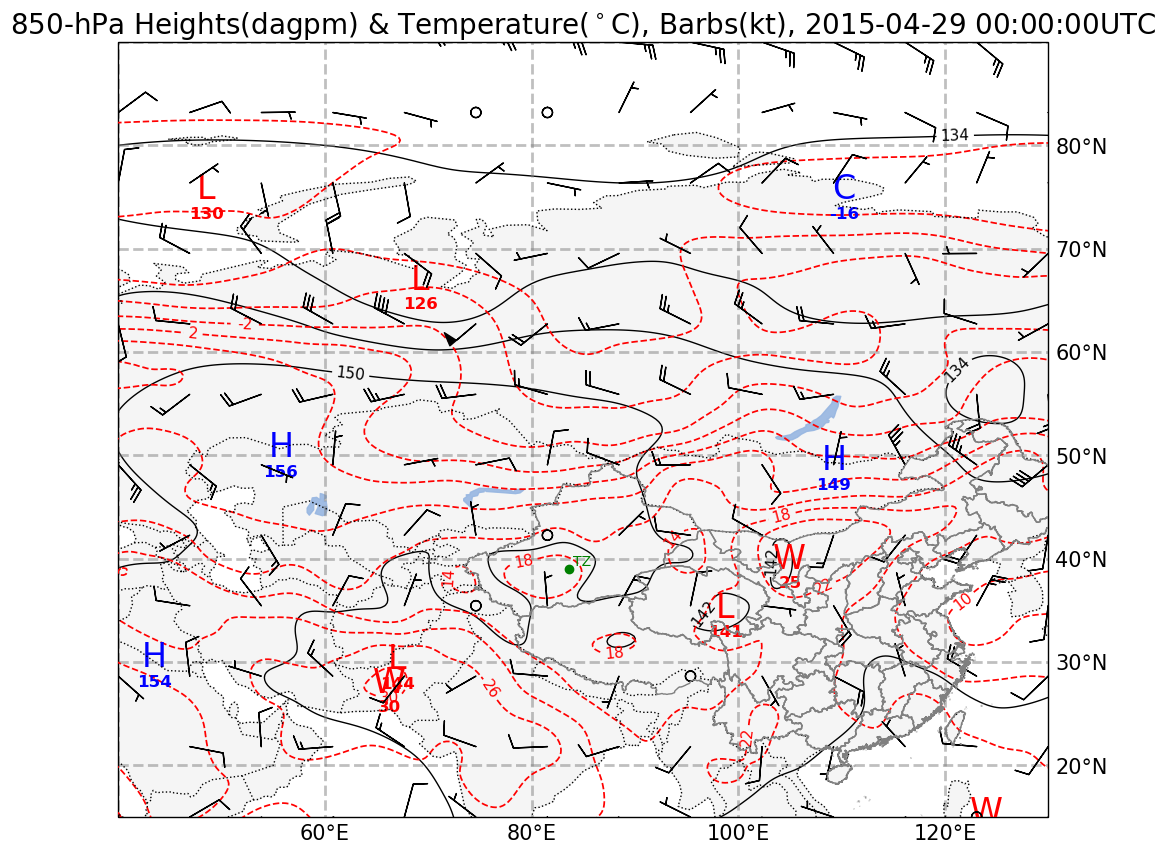 850-hPa Heights(dagpm) & Temperature(°C), Barbs(kt), 2015-04-29 00:00:00UTC
134
80°N
L
130
C
-16
70°N
L
126
2
-2
60°N
150
134
H
156
50°N
H
149
18
14
W
25
142
40°N
18
TZ
14
10
142
L
141
H
154
30°N
18
L
W
30
26
22
20°N
W
60°E
80°E
100°E
120°E